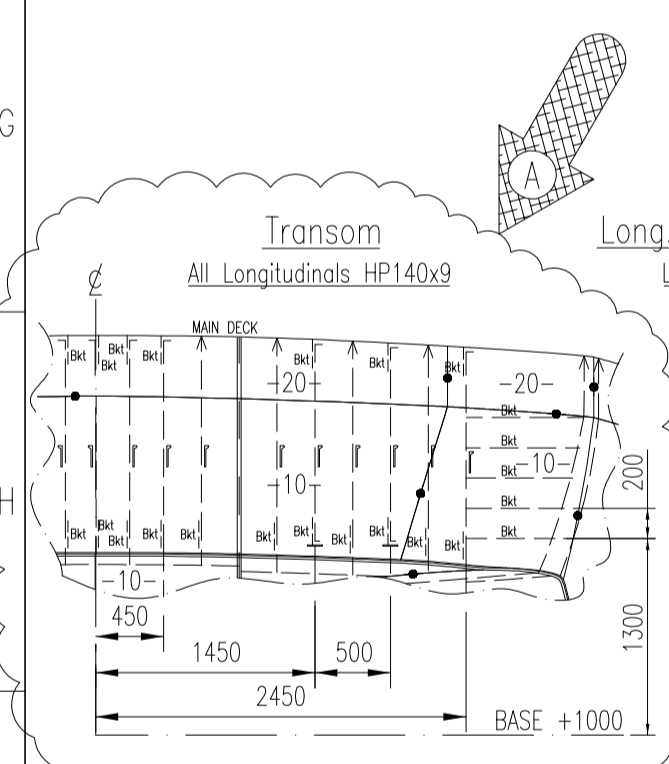 G
A
Transom
Long.
All Longitudinals HP140x9
L
℄
MAIN DECK
Bkt Bkt Bkt Bkt Bkt Bkt Bkt
-20- -20-
Bkt
Bkt
Bkt -10-
-10-
Bkt
200
H
Bkt Bkt Bkt Bkt Bkt Bkt Bkt Bkt Bkt
-10-
450
1450 500
1300
2450
BASE +1000